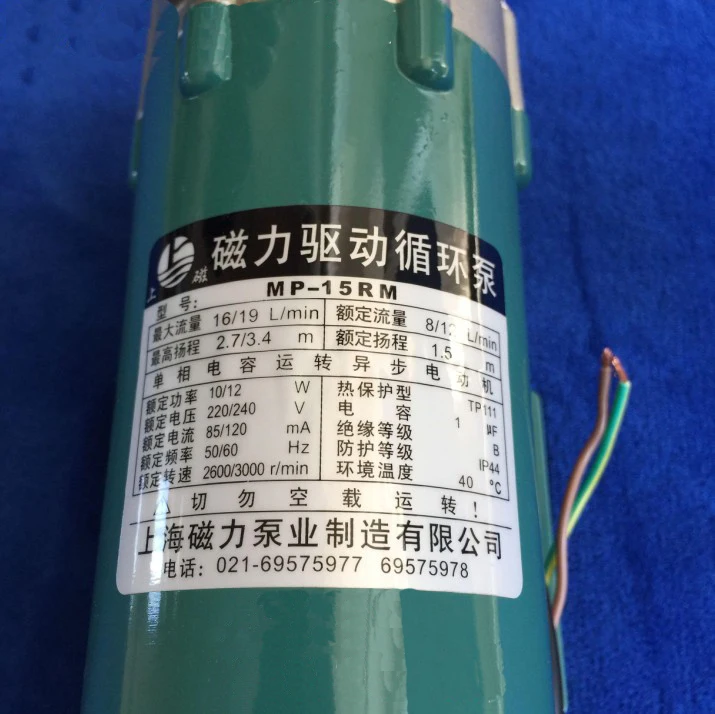 上 磁 磁力驱动循环泵
型号: MP-15RM
最大流量 16/19 L/min 额定流量 8/12 L/min
最高扬程 2.7/3.4 m 额定扬程 1.5 m
单相电容运转异步电动机
额定功率 10/12 W 热保护型 TP111
额定电压 220/240 V 电容 1 μF
额定电流 85/120 mA 绝缘等级 B
额定频率 50/60 Hz 防护等级 IP44
额定转速 2600/3000 r/min 环境温度 40 ℃
切勿空载运转!
上海磁力泵业制造有限公司
电话: 021-69575977 69575978